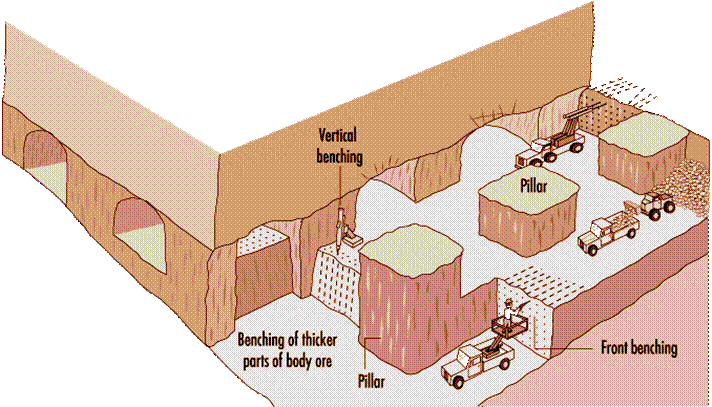 Vertical
benching
Pillar
Benching of thicker
parts of body ore
Pillar
Front benching